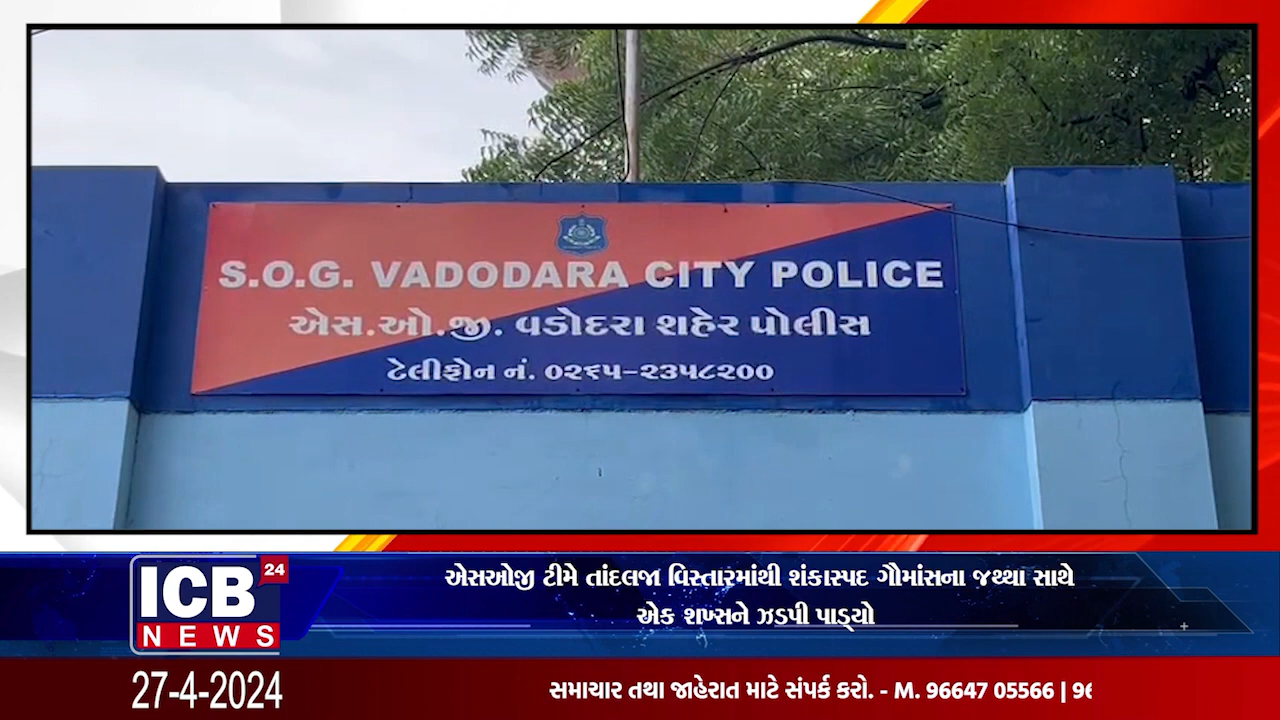 S.O.G. VADODARA CITY POLICE
એસ.ઓ.જી. વડોદરા શહેર પોલીસ
ટેલીફોન નં. ૦૨૬૫-૨૩૫૮૨૦૦
ICB 24
NEWS
એસઓજી ટીમે તાંદલજા વિસ્તારમાંથી શંકાસ્પદ ગૌમાંસના જથ્થા સાથે
એક શખ્સને ઝડપી પાડ્યો
27-4-2024
સમાચાર તથા જાહેરાત માટે સંપર્ક કરો. - M. 96647 05566 |